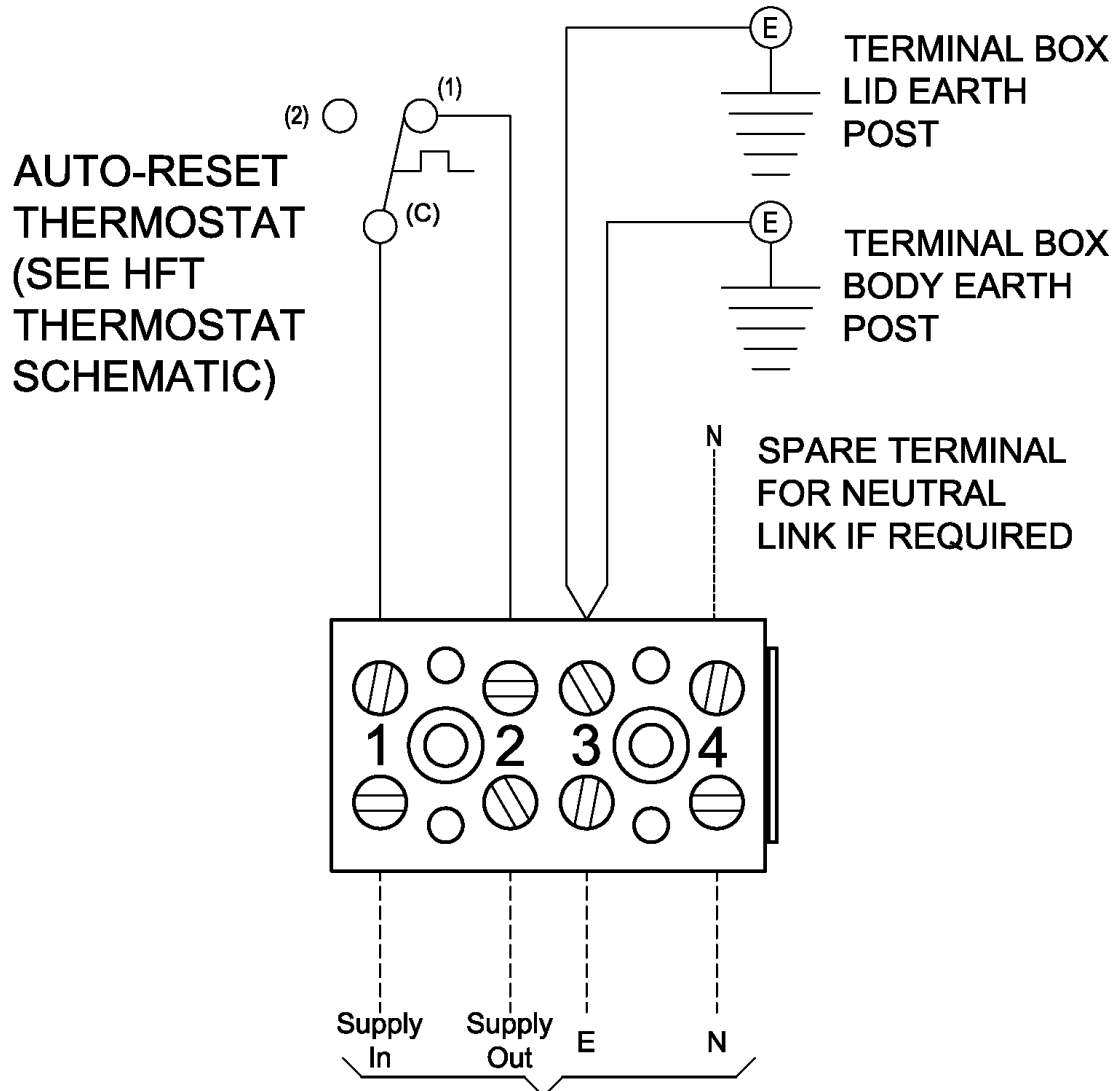 E
TERMINAL BOX
LID EARTH
POST
(1)
(2)
AUTO-RESET
THERMOSTAT
(SEE HFT
THERMOSTAT
SCHEMATIC)
(C)
E
TERMINAL BOX
BODY EARTH
POST
N
SPARE TERMINAL
FOR NEUTRAL
LINK IF REQUIRED
1 2 3 4
Supply
In
Supply
Out
E
N